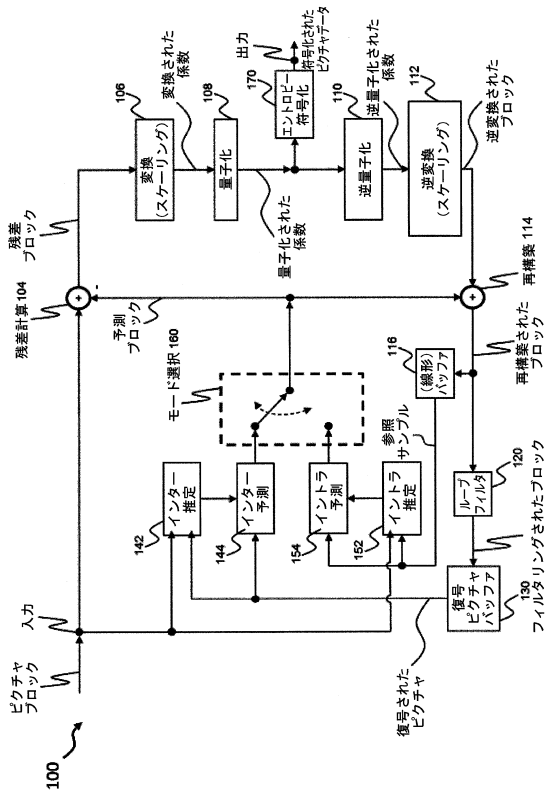 100
ピクチャ
ブロック
入力
残差計算 104
+
-
残差
ブロック
予測
ブロック
106
変換
(スケーリング)
変換された
係数
108
量子化
量子化された
係数
170
エントロピー
符号化
出力
符号化された
ピクチャデータ
110
逆量子化
逆量子化された
係数
112
逆変換
(スケーリング)
逆変換された
ブロック
再構築 114
+
再構築された
ブロック
116
(線形)
バッファ
参照
サンプル
モード選択 160
142
インター
推定
144
インター
予測
154
イントラ
予測
152
イントラ
推定
120
ループ
フィルタ
フィルタリングされたブロック
130
復号
ピクチャ
バッファ
復号された
ピクチャ